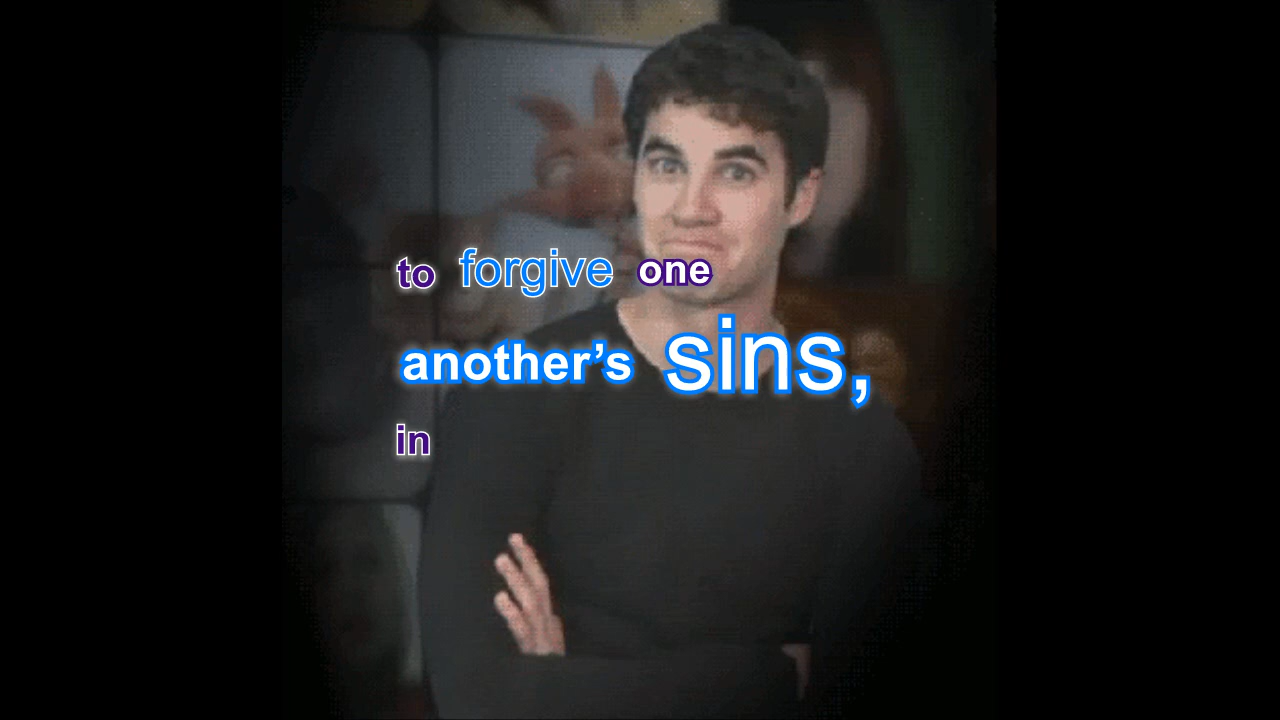 to forgive one
another’s sins,
in